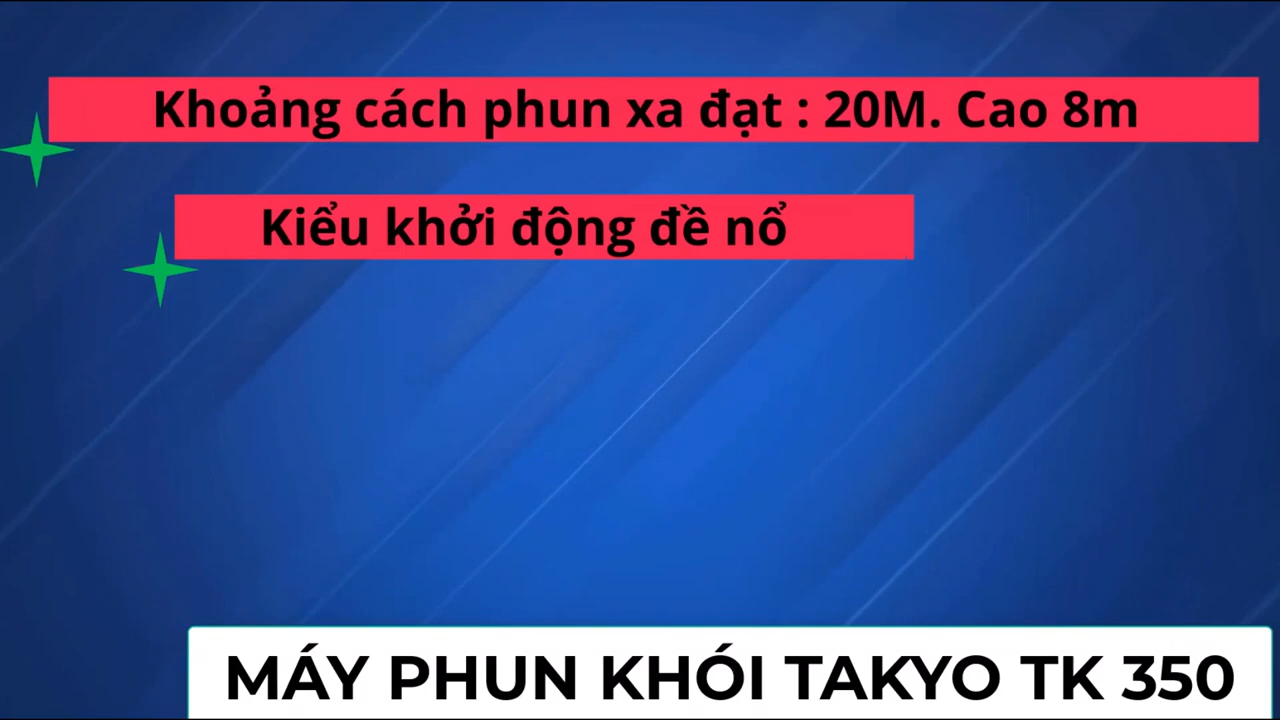 Khoảng cách phun xa đạt : 20M. Cao 8m
Kiểu khởi động đề nổ
MÁY PHUN KHÓI TAKYO TK 350